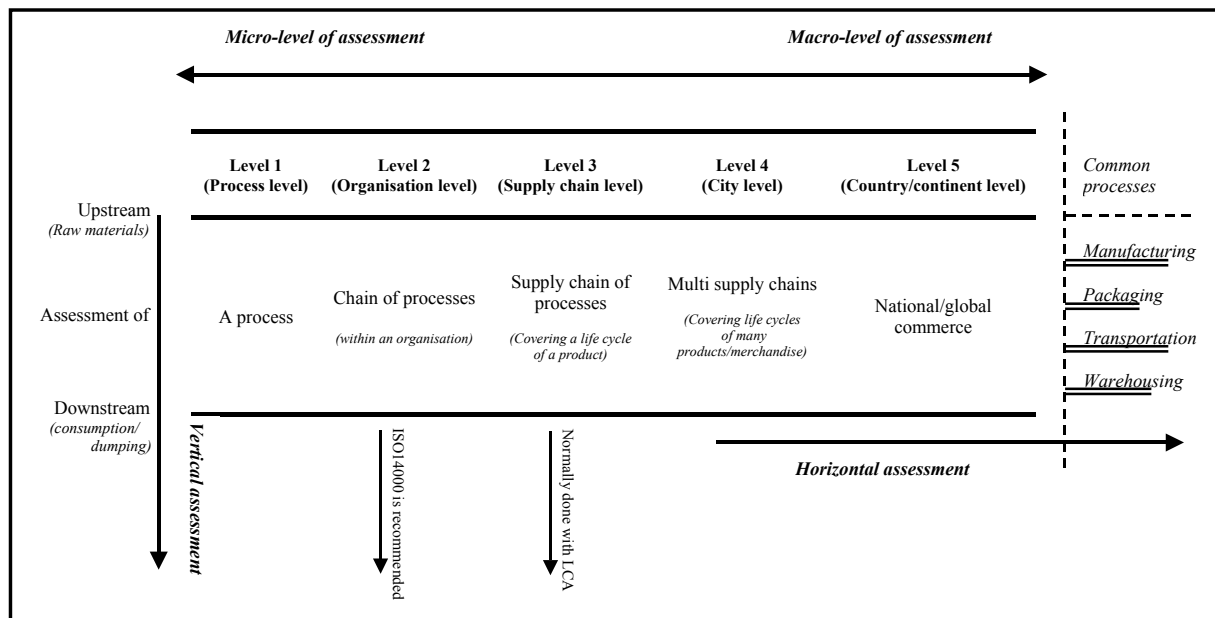 Micro-level of assessment
Macro-level of assessment
Level 1
(Process level)
Level 2
(Organisation level)
Level 3
(Supply chain level)
Level 4
(City level)
Level 5
(Country/continent level)
Common
processes
Upstream
(Raw materials)
Assessment of
Downstream
(consumption/
dumping)
Vertical assessment
A process
Chain of processes
(within an organisation)
Supply chain of
processes
(Covering a life cycle
of a product)
Multi supply chains
(Covering life cycles
of many
products/merchandise)
National/global
commerce
Manufacturing
Packaging
Transportation
Warehousing
ISO14000 is recommended
Normally done with LCA
Horizontal assessment